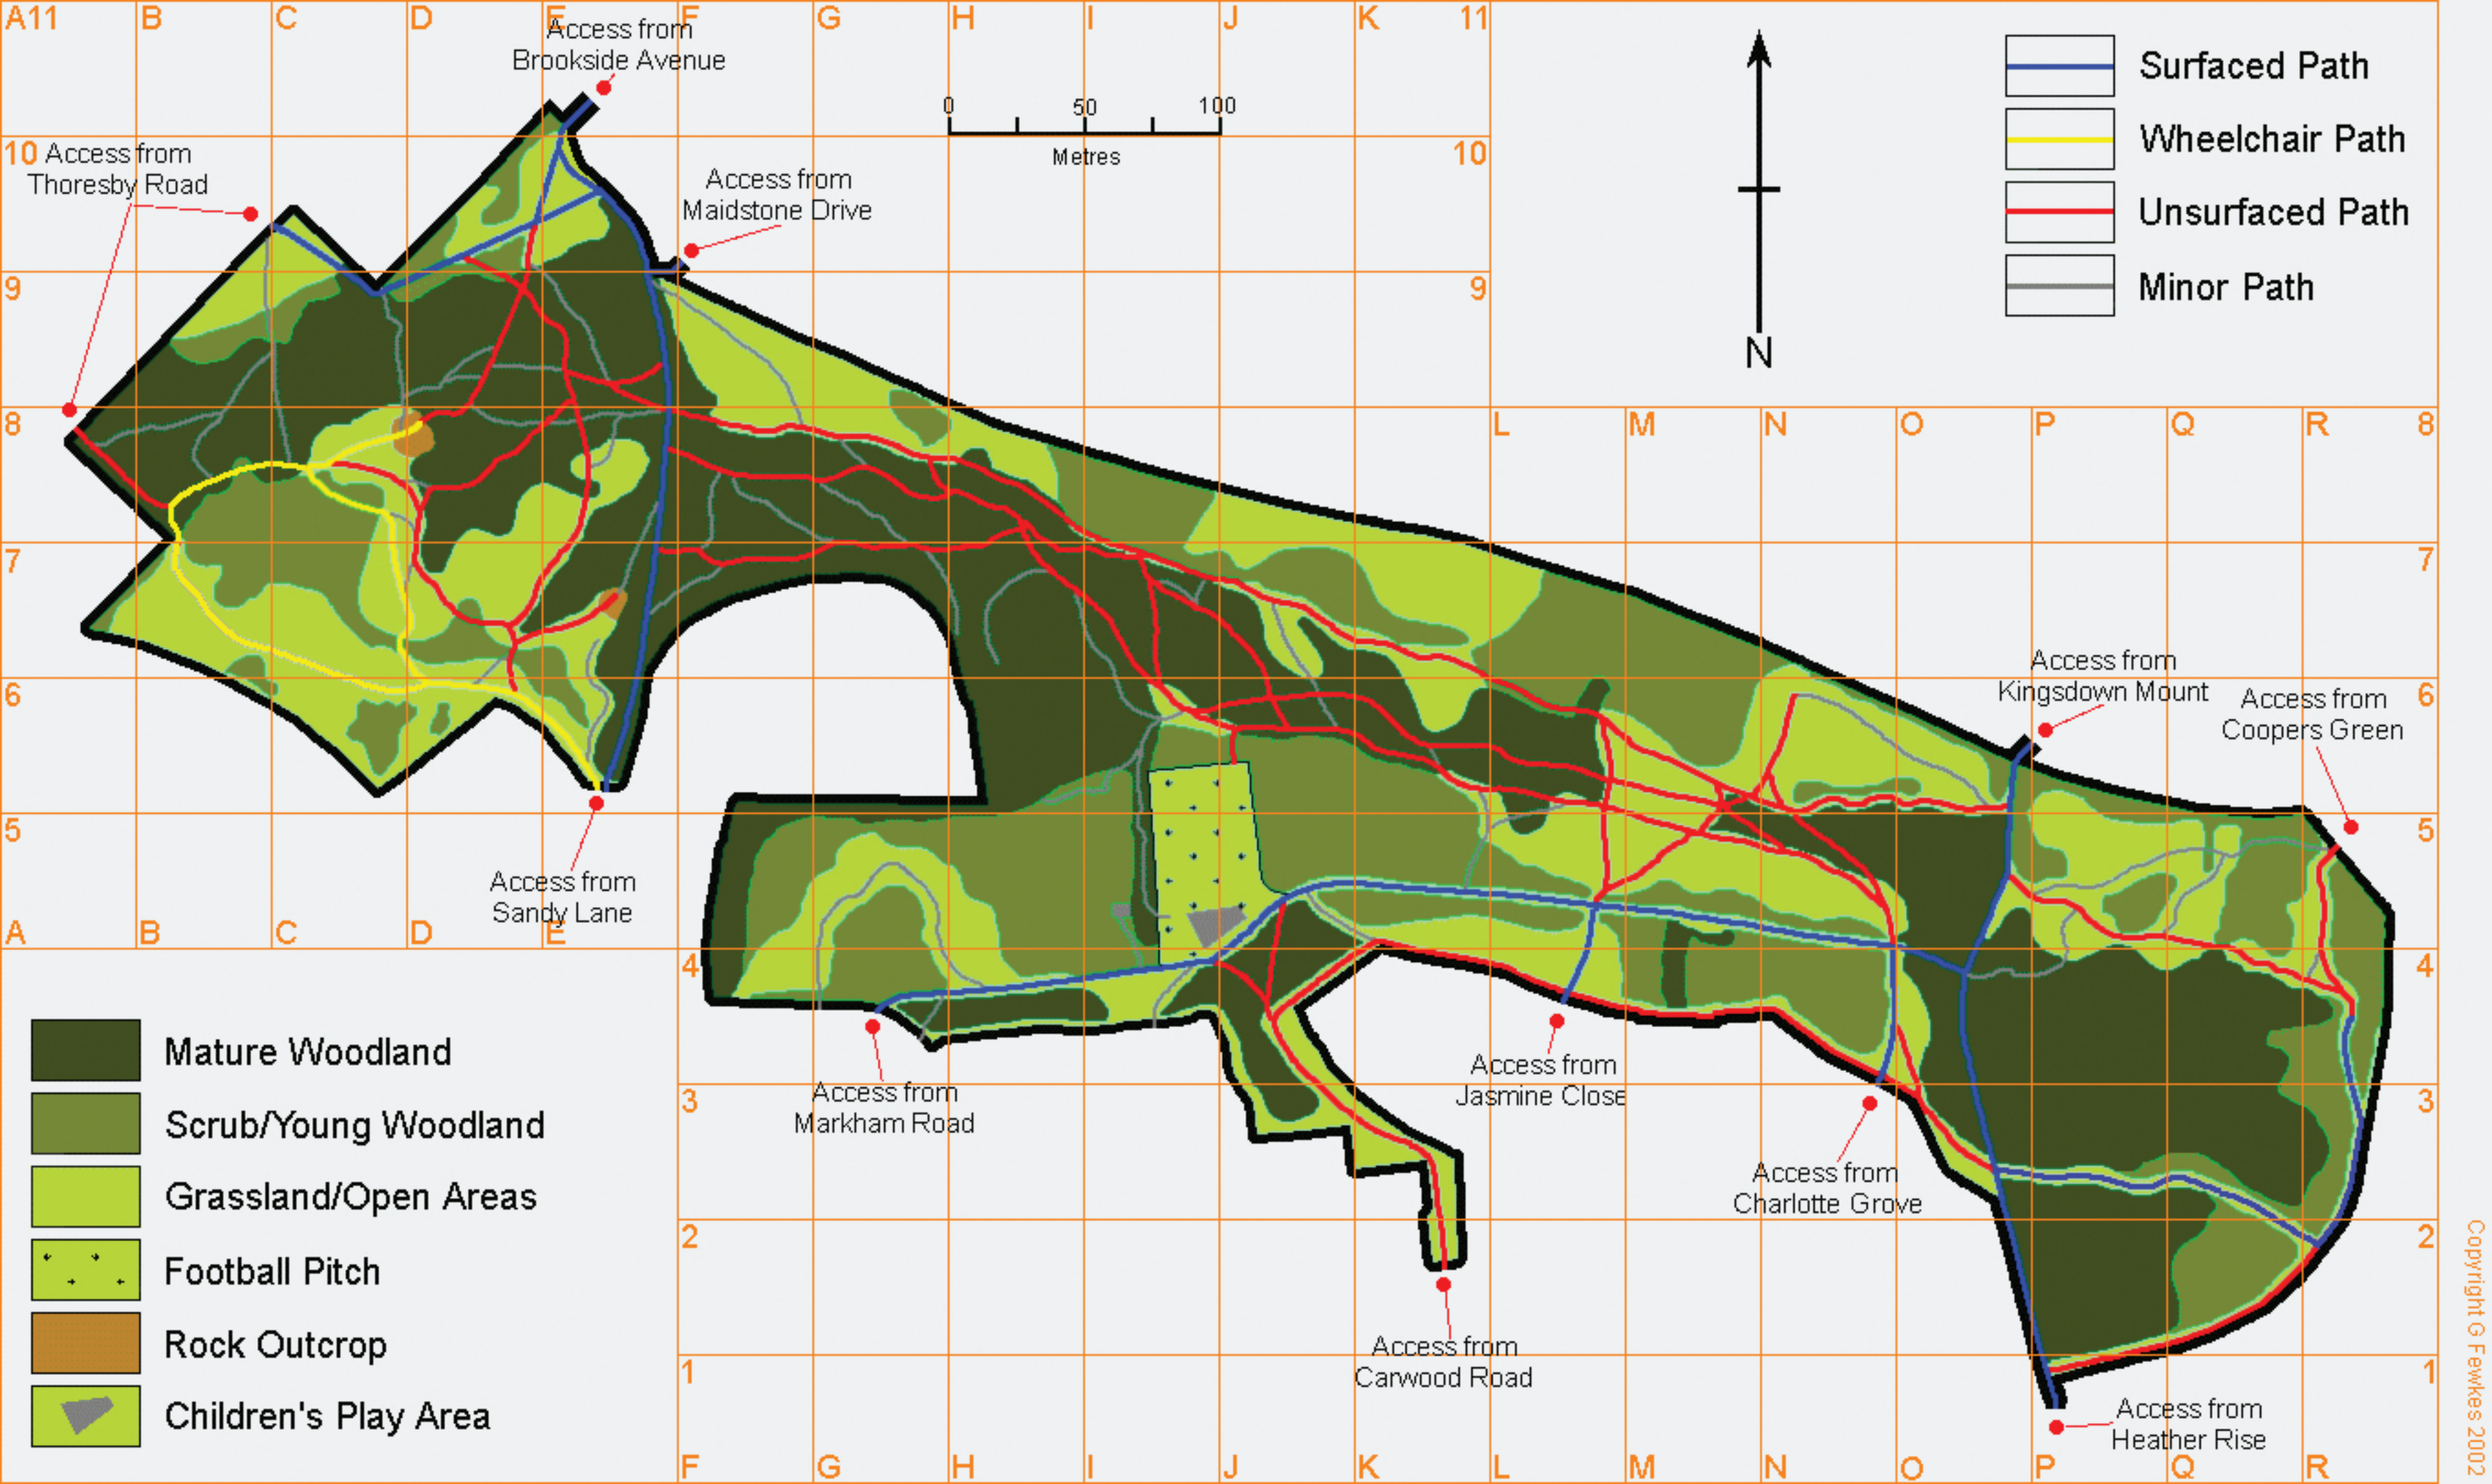 A11 B C D E F G H I J K 11
Access from
Brookside Avenue
0 50 100
Metres
Surfaced Path
Wheelchair Path
Unsurfaced Path
Minor Path
N
10 10
Access from
Thoresby Road
Access from
Maidstone Drive
9 9
8 L M N O P Q R 8
7 7
6 6
Access from
Kingsdown Mount
Access from
Coopers Green
5 5
Access from
Sandy Lane
A B C D E
4 4
3 3
Access from
Markham Road
Access from
Jasmine Close
Access from
Charlotte Grove
2 2
Access from
Carwood Road
1 1
Access from
Heather Rise
F G H I J K L M N O P Q R
Mature Woodland
Scrub/Young Woodland
Grassland/Open Areas
Football Pitch
Rock Outcrop
Children's Play Area
Copyright G Fewkes 2002